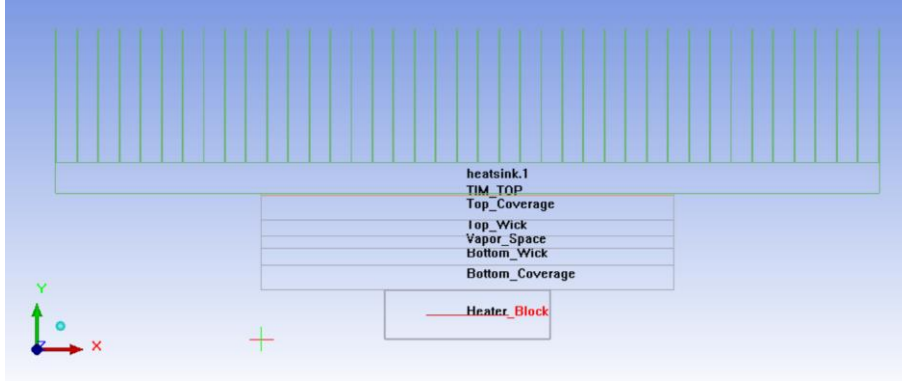 heatsink.1
TIM_TOP
Top_Coverage
Top_Wick
Vapor_Space
Bottom_Wick
Bottom_Coverage
Heater_Block
Y
Z X